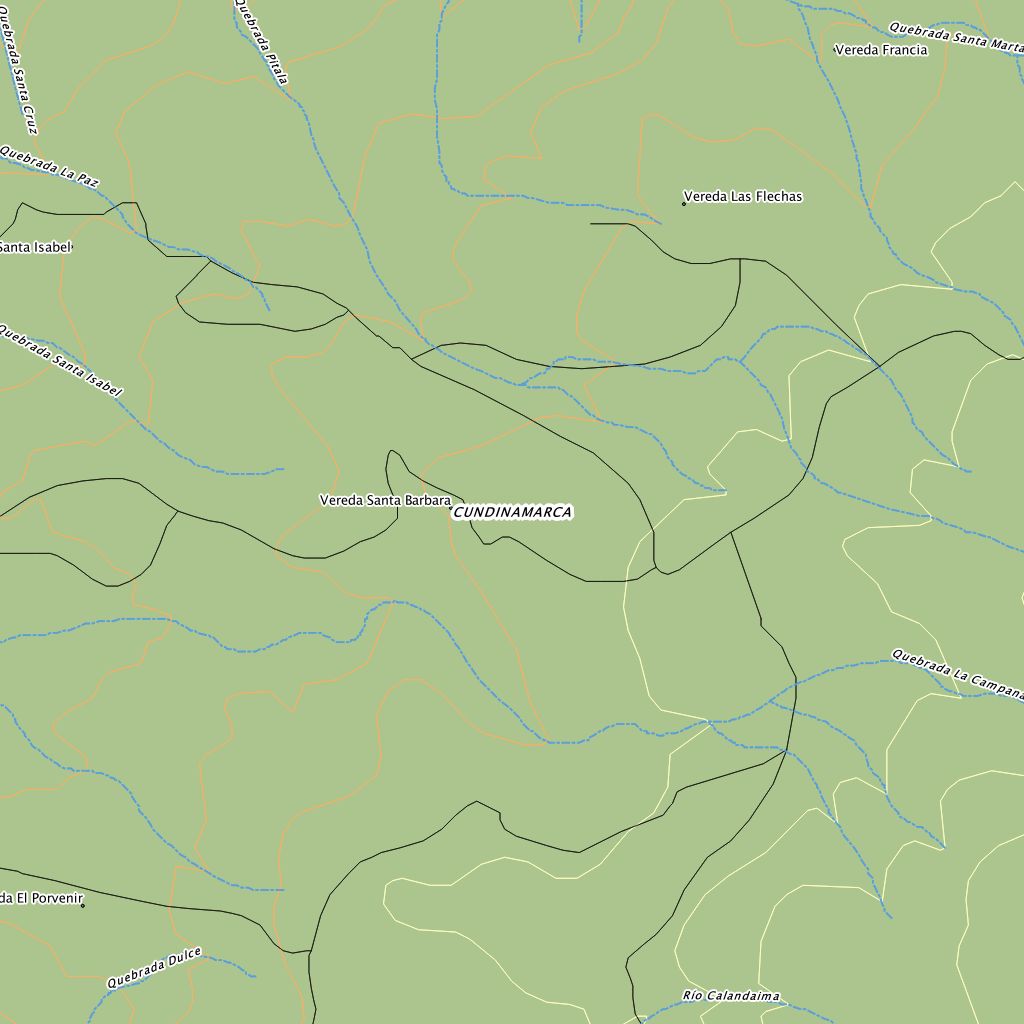 Quebrada Santa Cruz
Quebrada Pitala
Quebrada Santa Marta
Vereda Francia
Quebrada La Paz
Vereda Las Flechas
Santa Isabel
Quebrada Santa Isabel
Vereda Santa Barbara
CUNDINAMARCA
Quebrada La Campana
da El Porvenir
Quebrada Dulce
Río Calandaima